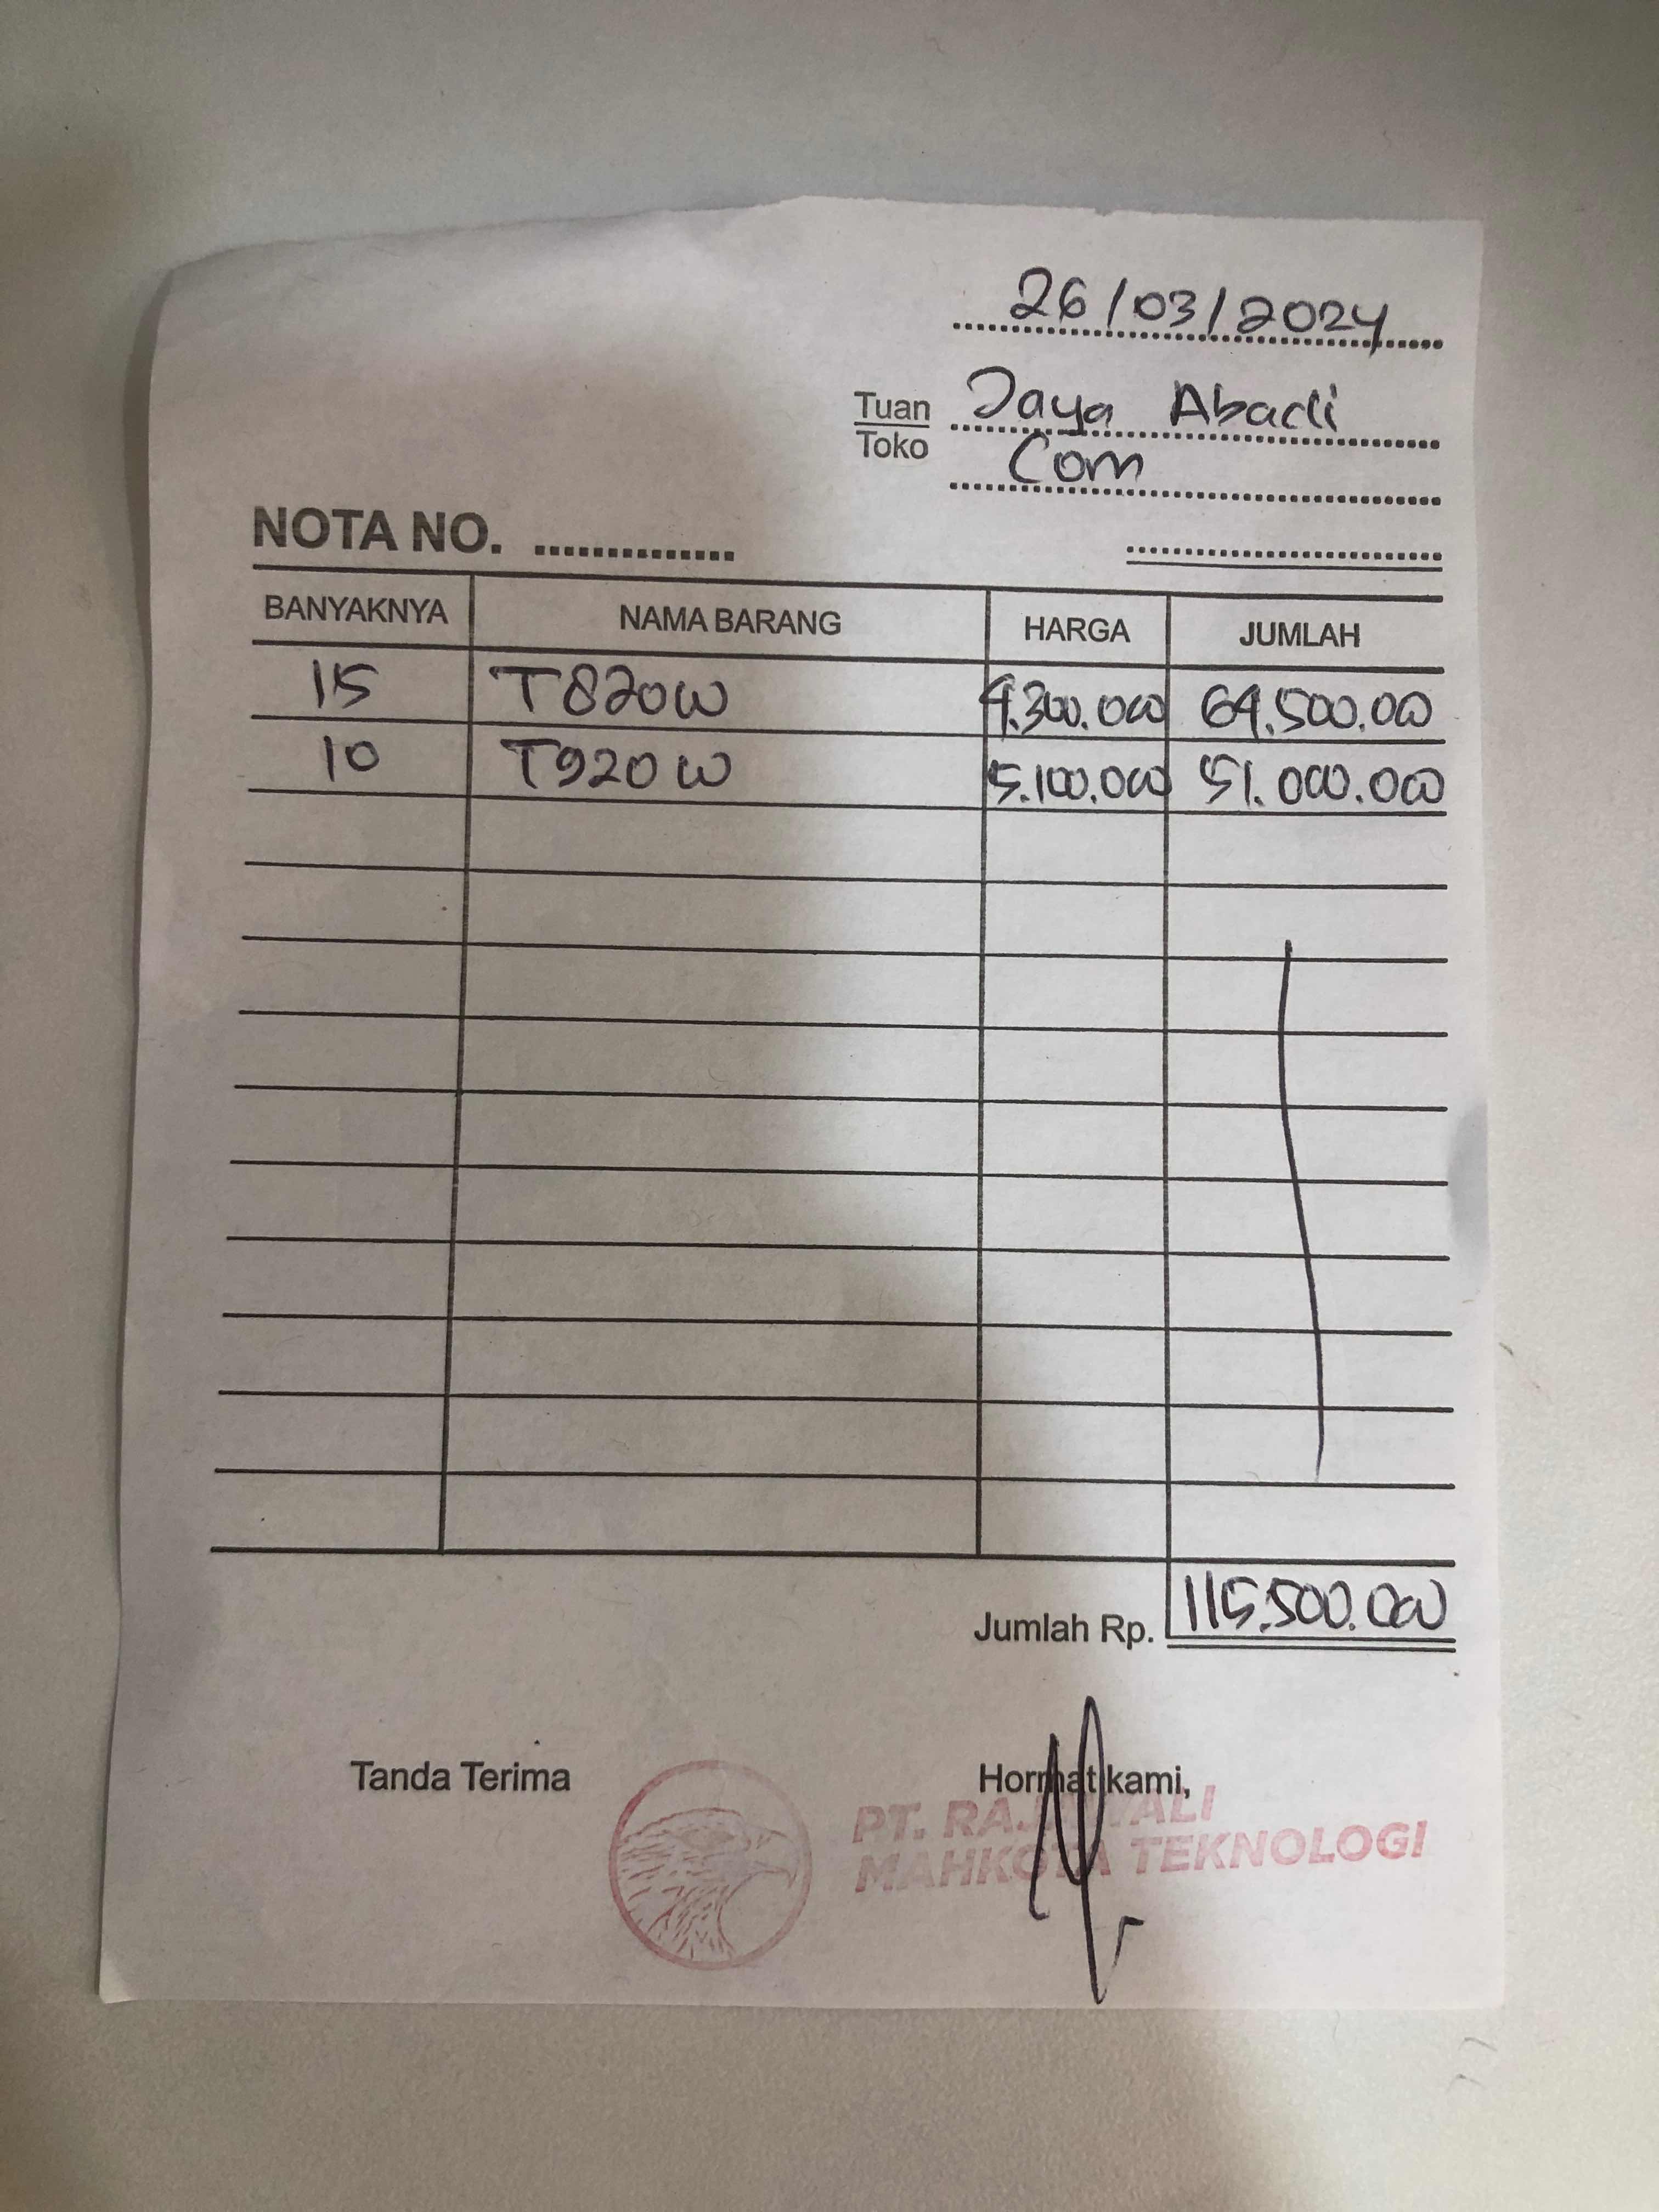 26/03/2024
Tuan Jaya Abadi
Toko Com
NOTA NO. ..............
BANYAKNYA NAMA BARANG HARGA JUMLAH
15 T820W 4.300.000 64.500.000
10 T920W 5.100.000 51.000.000
Jumlah Rp. 115.500.000
Tanda Terima Hormat kami,
PT. RAJAWALI
MAHKOTA TEKNOLOGI